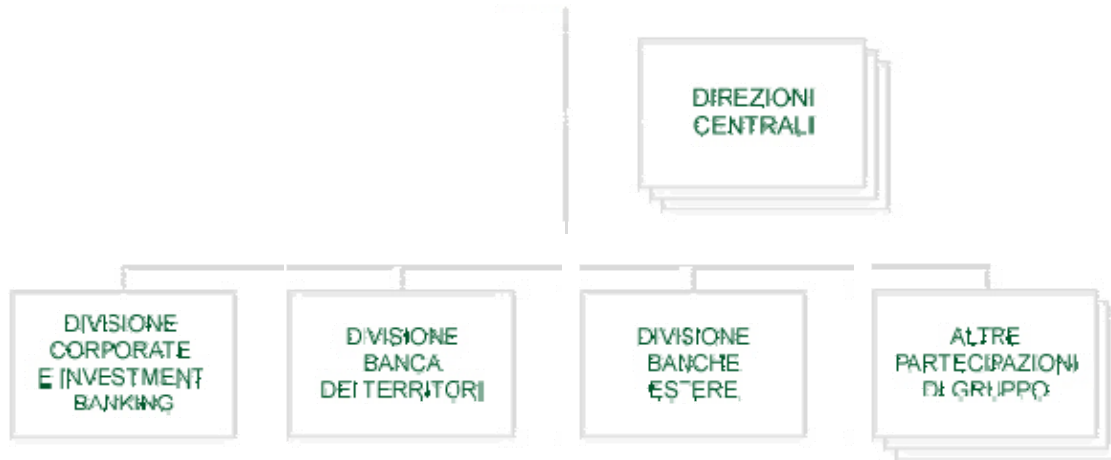 DIREZIONI
CENTRALI
DIVISIONE
CORPORATE
E INVESTMENT
BANKING
DIVISIONE
BANCA
DEI TERRITORI
DIVISIONE
BANCHE
ESTERE
ALTRE
PARTECIPAZIONI
DI GRUPPO